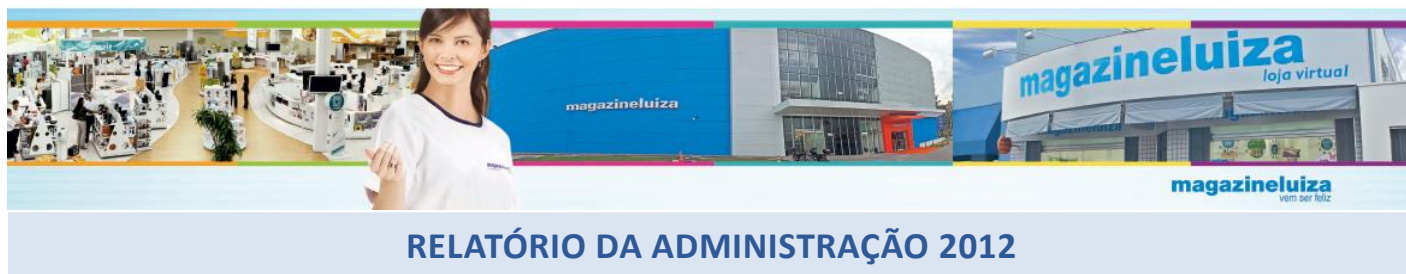 magazineluiza
magazineluiza
loja virtual
magazineluiza
vem ser feliz
RELATÓRIO DA ADMINISTRAÇÃO 2012